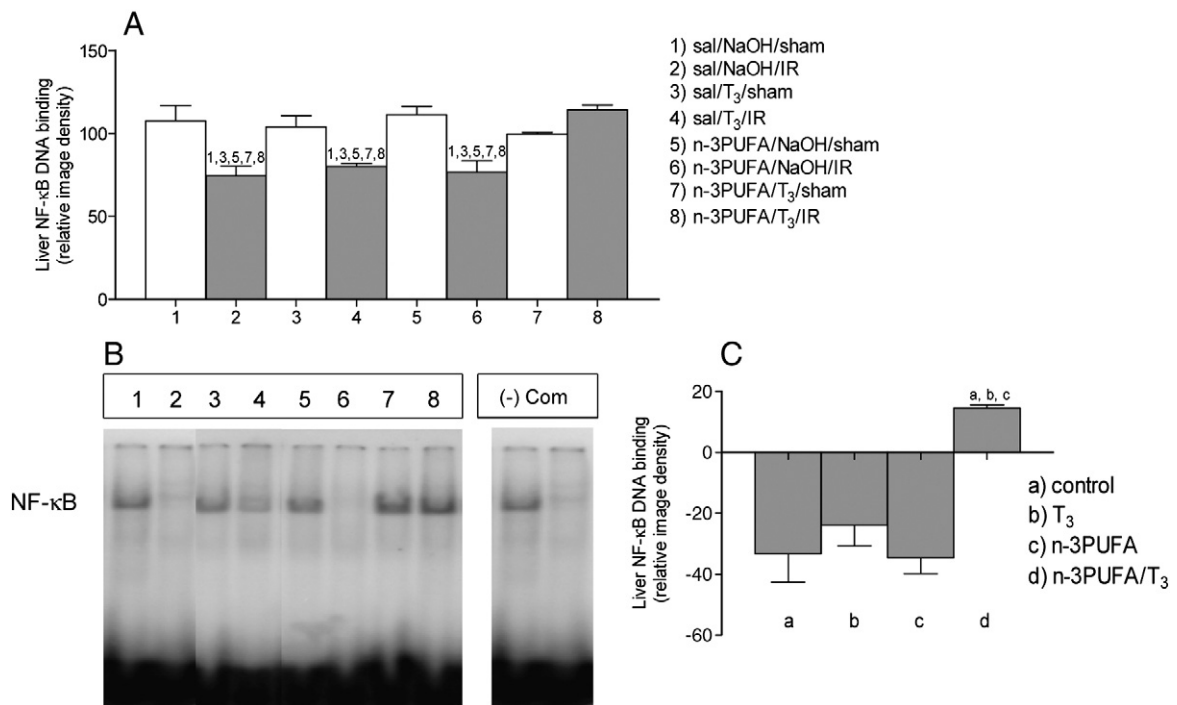 A
Liver NF-κB DNA binding
(relative image density)
150
100
50
0
1,3,5,7,8
1,3,5,7,8
1,3,5,7,8
1 2 3 4 5 6 7 8
1) sal/NaOH/sham
2) sal/NaOH/IR
3) sal/T₃/sham
4) sal/T₃/IR
5) n-3PUFA/NaOH/sham
6) n-3PUFA/NaOH/IR
7) n-3PUFA/T₃/sham
8) n-3PUFA/T₃/IR
B
1 2 3 4 5 6 7 8
(-) Com
NF-κB
C
Liver NF-κB DNA binding
(relative image density)
20
0
-20
-40
-60
a, b, c
a b c d
a) control
b) T₃
c) n-3PUFA
d) n-3PUFA/T₃